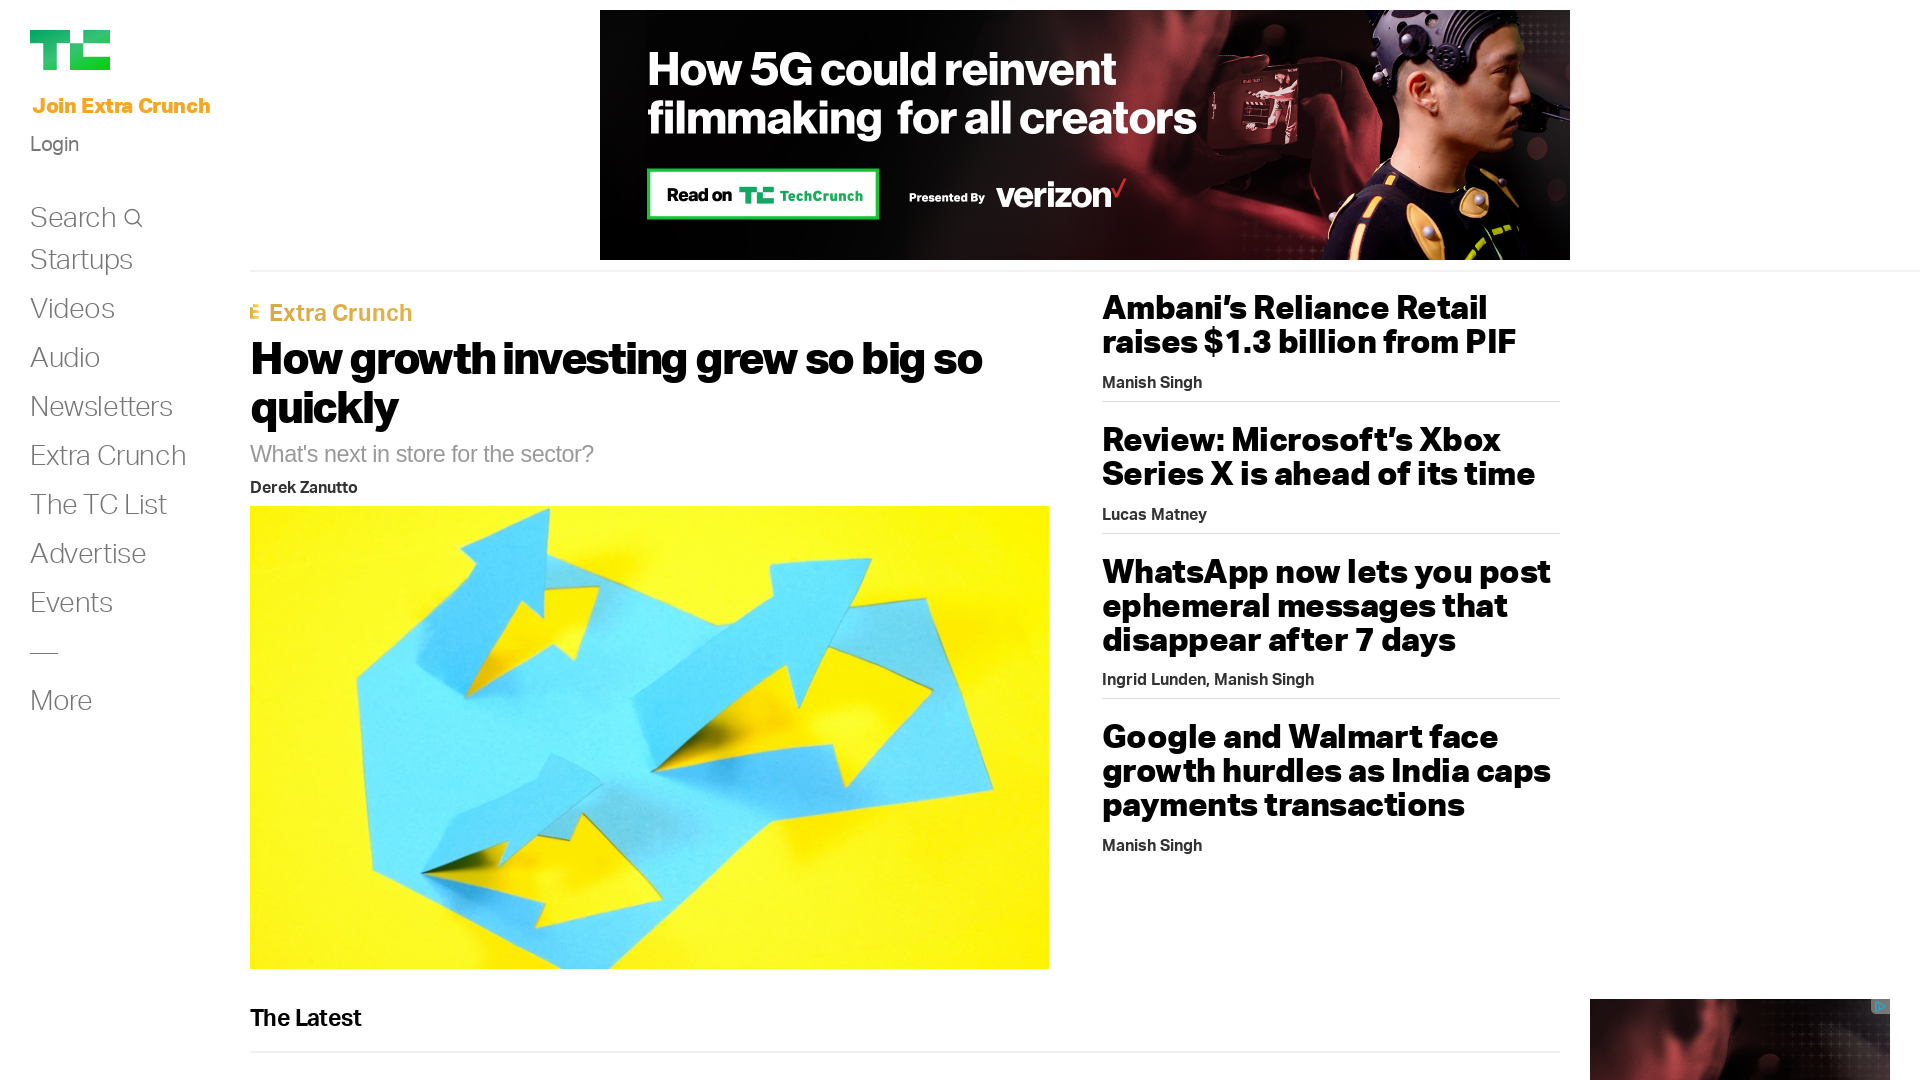 TC
Join Extra Crunch
Login
Search
Startups
Videos
Audio
Newsletters
Extra Crunch
The TC List
Advertise
Events
—
More
How 5G could reinvent
filmmaking for all creators
Read on TC TechCrunch
Presented By verizon
Extra Crunch
How growth investing grew so big so
quickly
What's next in store for the sector?
Derek Zanutto
Ambani’s Reliance Retail
raises $1.3 billion from PIF
Manish Singh
Review: Microsoft’s Xbox
Series X is ahead of its time
Lucas Matney
WhatsApp now lets you post
ephemeral messages that
disappear after 7 days
Ingrid Lunden, Manish Singh
Google and Walmart face
growth hurdles as India caps
payments transactions
Manish Singh
The Latest